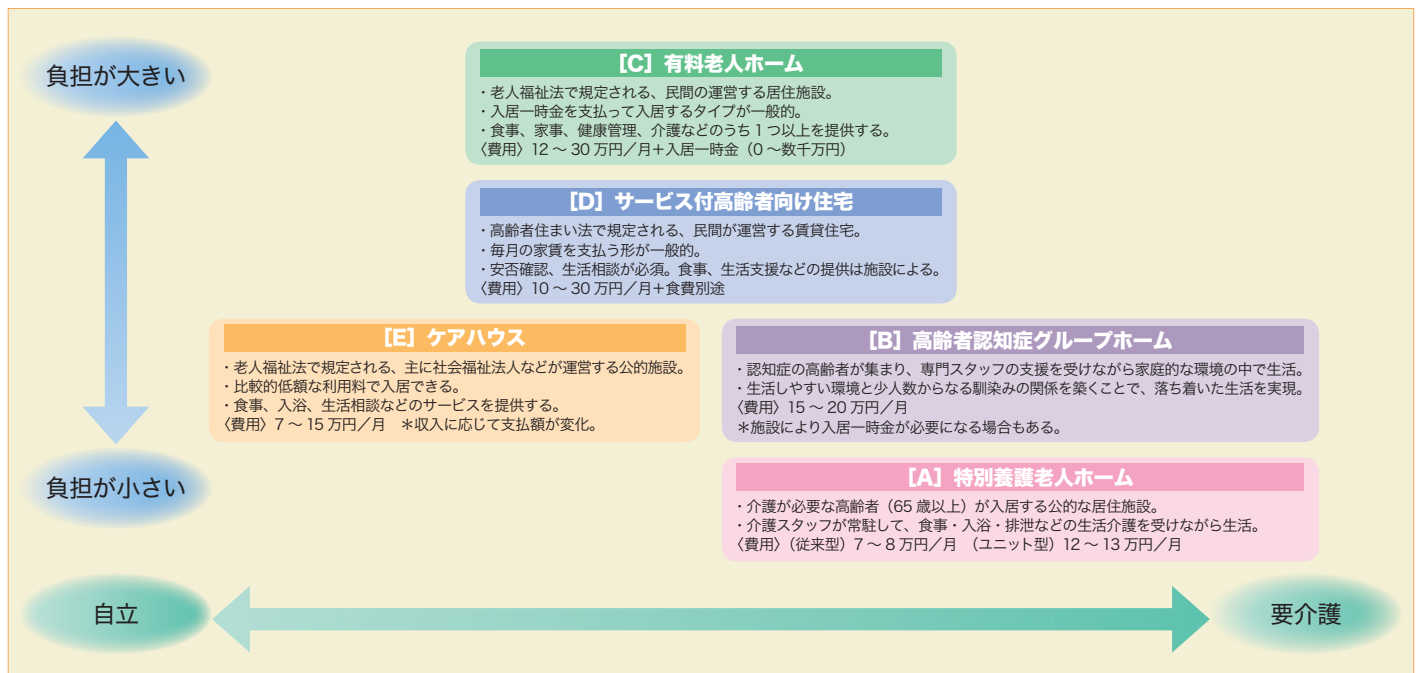 負担が大きい
[C] 有料老人ホーム
・老人福祉法で規定される、民間の運営する居住施設。
・入居一時金を支払って入居するタイプが一般的。
・食事、家事、健康管理、介護などのうち1つ以上を提供する。
〈費用〉12～30万円／月＋入居一時金（0～数千万円）
[D] サービス付高齢者向け住宅
・高齢者住まい法で規定される、民間が運営する賃貸住宅。
・毎月の家賃を支払う形が一般的。
・安否確認、生活相談が必須。食事、生活支援などの提供は施設による。
〈費用〉10～30万円／月＋食費別途
[E] ケアハウス
・老人福祉法で規定される、主に社会福祉法人などが運営する公的施設。
・比較的低額な利用料で入居できる。
・食事、入浴、生活相談などのサービスを提供する。
〈費用〉7～15万円／月　＊収入に応じて支払額が変化。
[B] 高齢者認知症グループホーム
・認知症の高齢者が集まり、専門スタッフの支援を受けながら家庭的な環境の中で生活。
・生活しやすい環境と少人数からなる馴染みの関係を築くことで、落ち着いた生活を実現。
〈費用〉15～20万円／月
＊施設により入居一時金が必要になる場合もある。
負担が小さい
[A] 特別養護老人ホーム
・介護が必要な高齢者（65歳以上）が入居する公的な居住施設。
・介護スタッフが常駐して、食事・入浴・排泄などの生活介護を受けながら生活。
〈費用〉（従来型）7～8万円／月　（ユニット型）12～13万円／月
自立
要介護